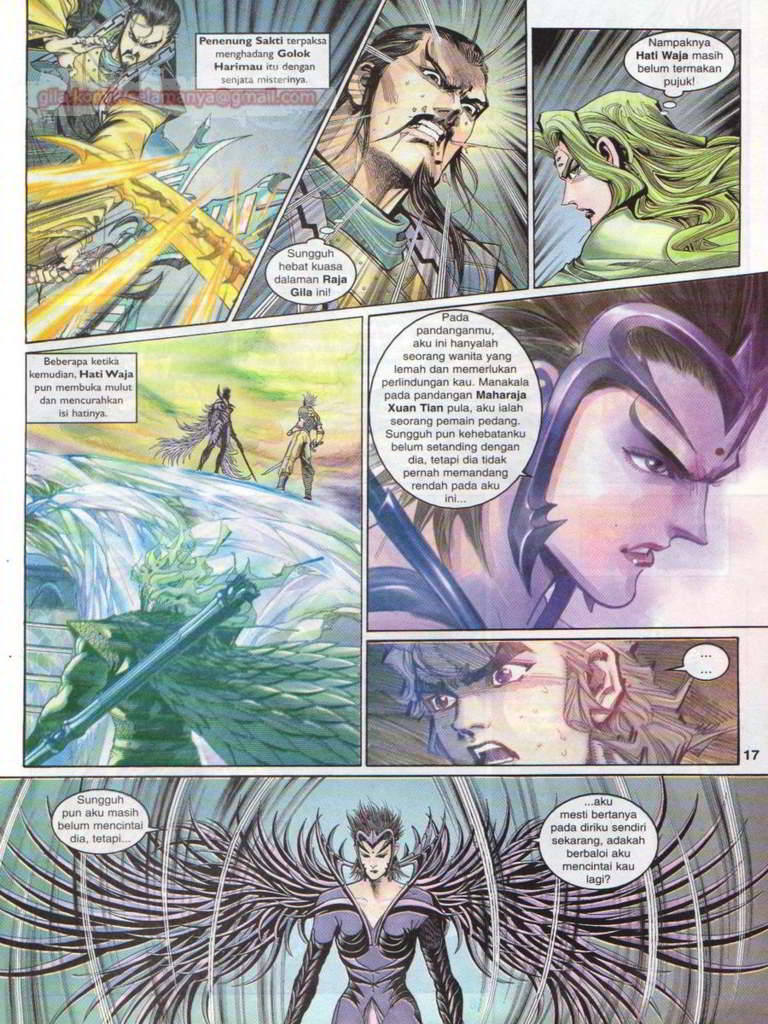 Penenung Sakti terpaksa
menghadang Golok
Harimau itu dengan
senjata misterinya.
Sungguh
hebat kuasa
dalaman Raja
Gila ini!
Nampaknya
Hati Waja masih
belum termakan
pujuk!
Beberapa ketika
kemudian, Hati Waja
pun membuka mulut
dan mencurahkan
isi hatinya.
Pada
pandanganmu,
aku ini hanyalah
seorang wanita yang
lemah dan memerlukan
perlindungan kau. Manakala
pada pandangan Maharaja
Xuan Tian pula, aku ialah
seorang pemain pedang.
Sungguh pun kehebatanku
belum setanding dengan
dia, tetapi dia tidak
pernah memandang
rendah pada aku
ini...
...
...
17
Sungguh
pun aku masih
belum mencintai
dia, tetapi...
...aku
mesti bertanya
pada diriku sendiri
sekarang, adakah
berbaloi aku
mencintai kau
lagi?